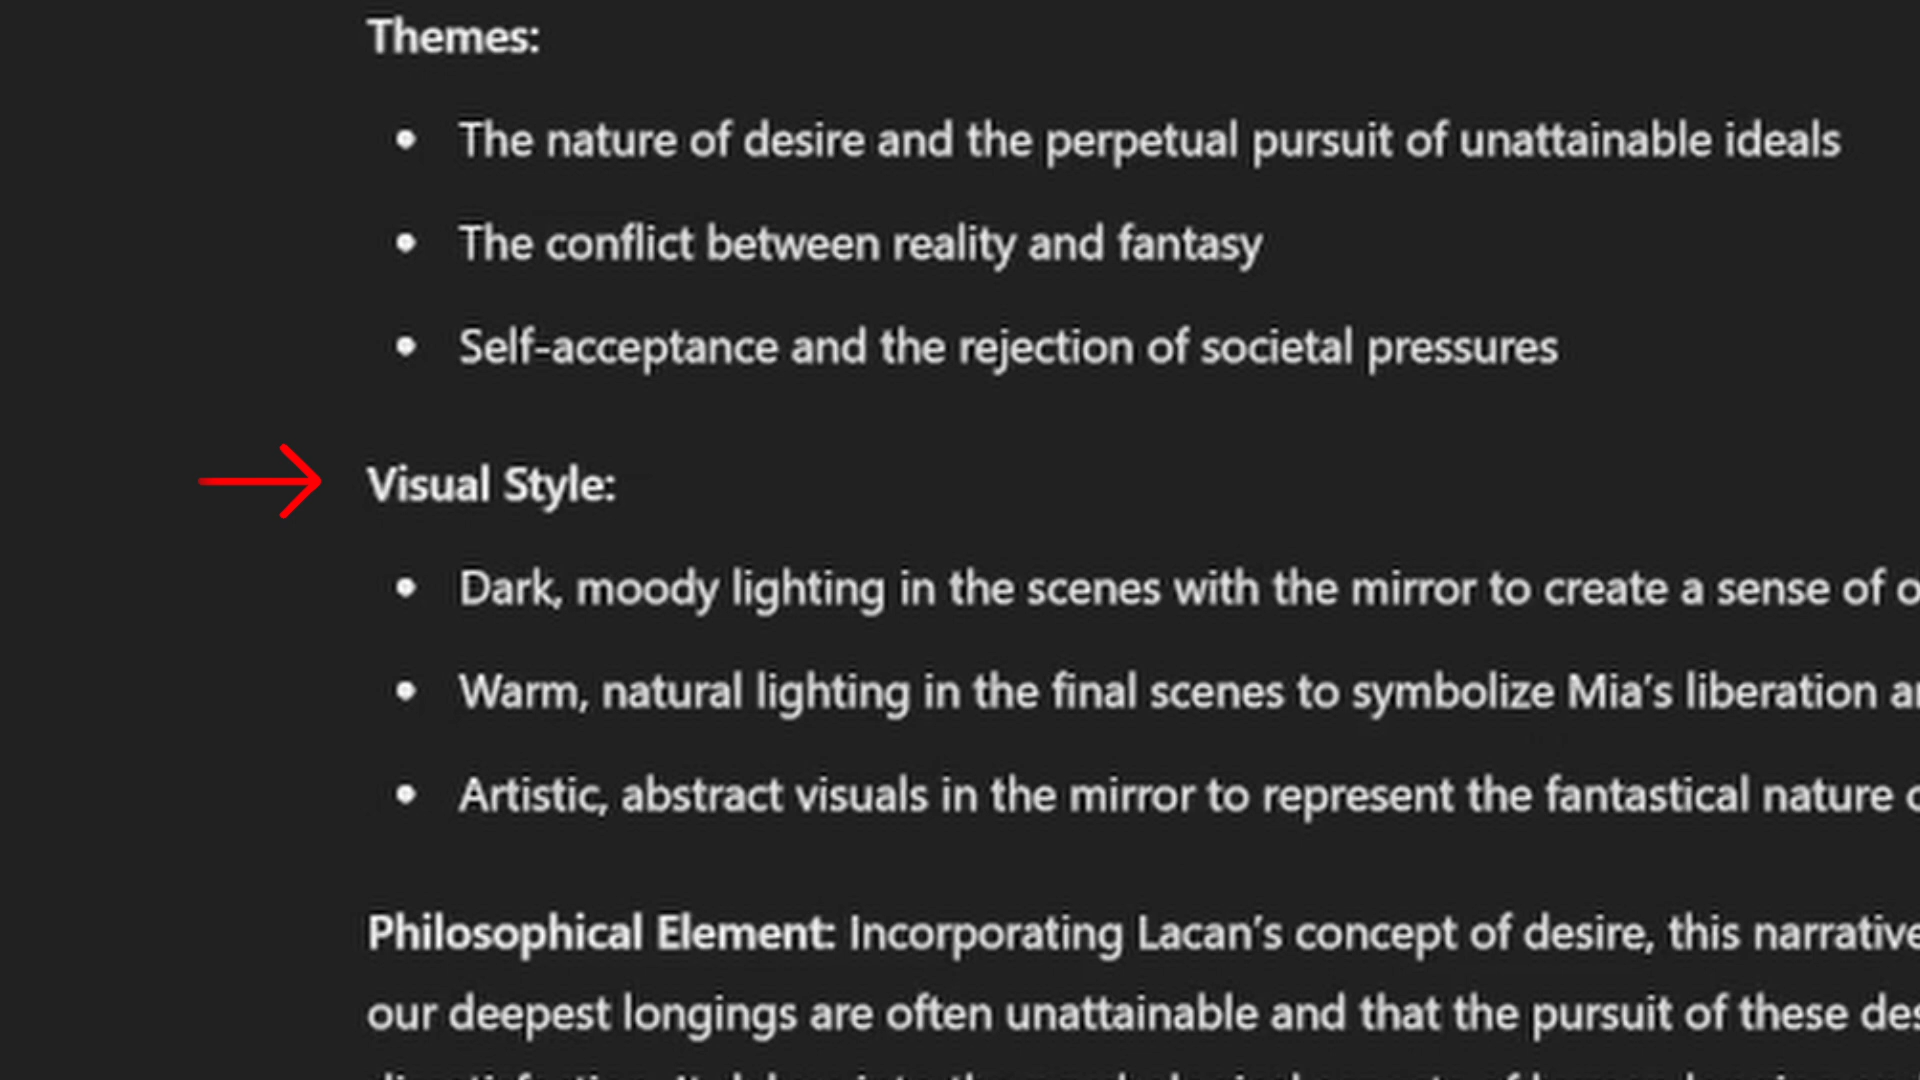 Themes:
• The nature of desire and the perpetual pursuit of unattainable ideals
• The conflict between reality and fantasy
• Self-acceptance and the rejection of societal pressures
Visual Style:
• Dark, moody lighting in the scenes with the mirror to create a sense of
• Warm, natural lighting in the final scenes to symbolize Mia’s liberation
• Artistic, abstract visuals in the mirror to represent the fantastical nature
Philosophical Element: Incorporating Lacan’s concept of desire, this narrative
our deepest longings are often unattainable and that the pursuit of these